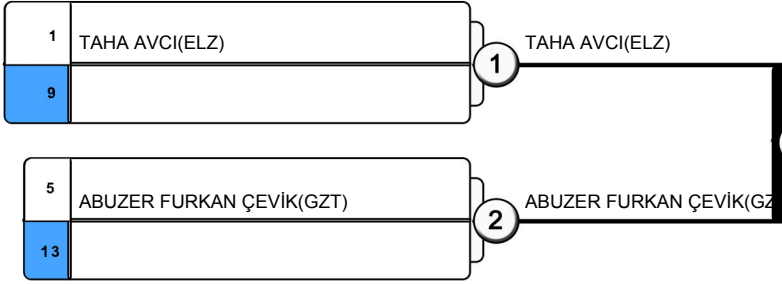 1 TAHA AVCI(ELZ)
1 TAHA AVCI(ELZ)
9
5 ABUZER FURKAN ÇEVİK(GZT)
2 ABUZER FURKAN ÇEVİK(GZ
13